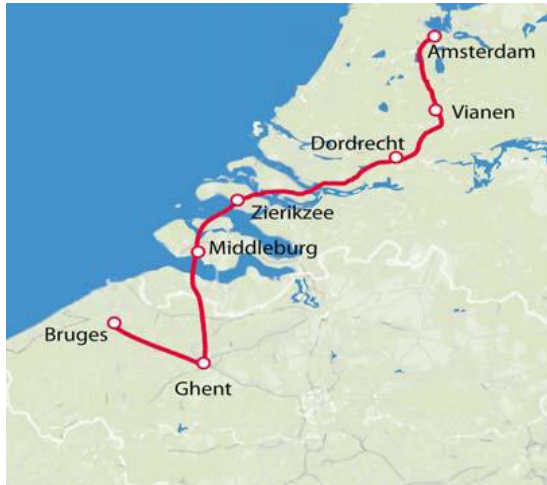 Amsterdam
Vianen
Dordrecht
Zierikzee
Middleburg
Bruges
Ghent